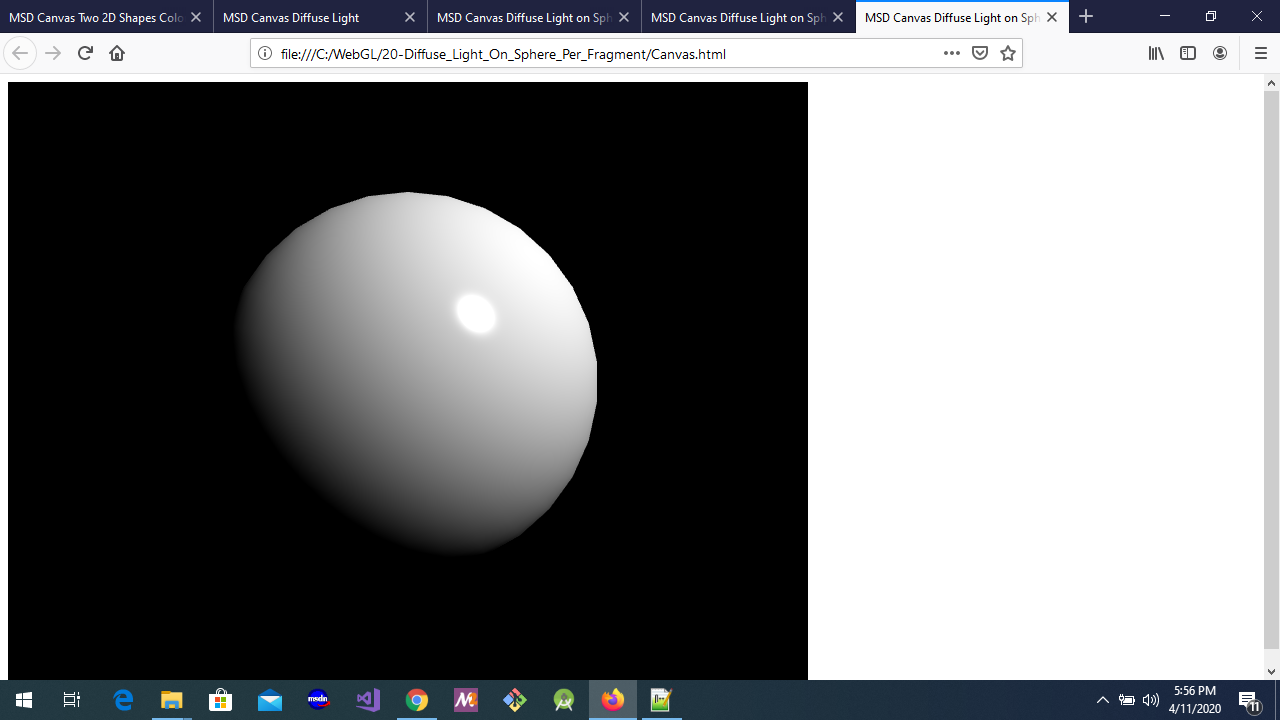 MSD Canvas Two 2D Shapes Colo
MSD Canvas Diffuse Light
MSD Canvas Diffuse Light on Sph
MSD Canvas Diffuse Light on Sph
MSD Canvas Diffuse Light on Sph
file:///C:/WebGL/20-Diffuse_Light_On_Sphere_Per_Fragment/Canvas.html
msdn
5:56 PM
4/11/2020
11